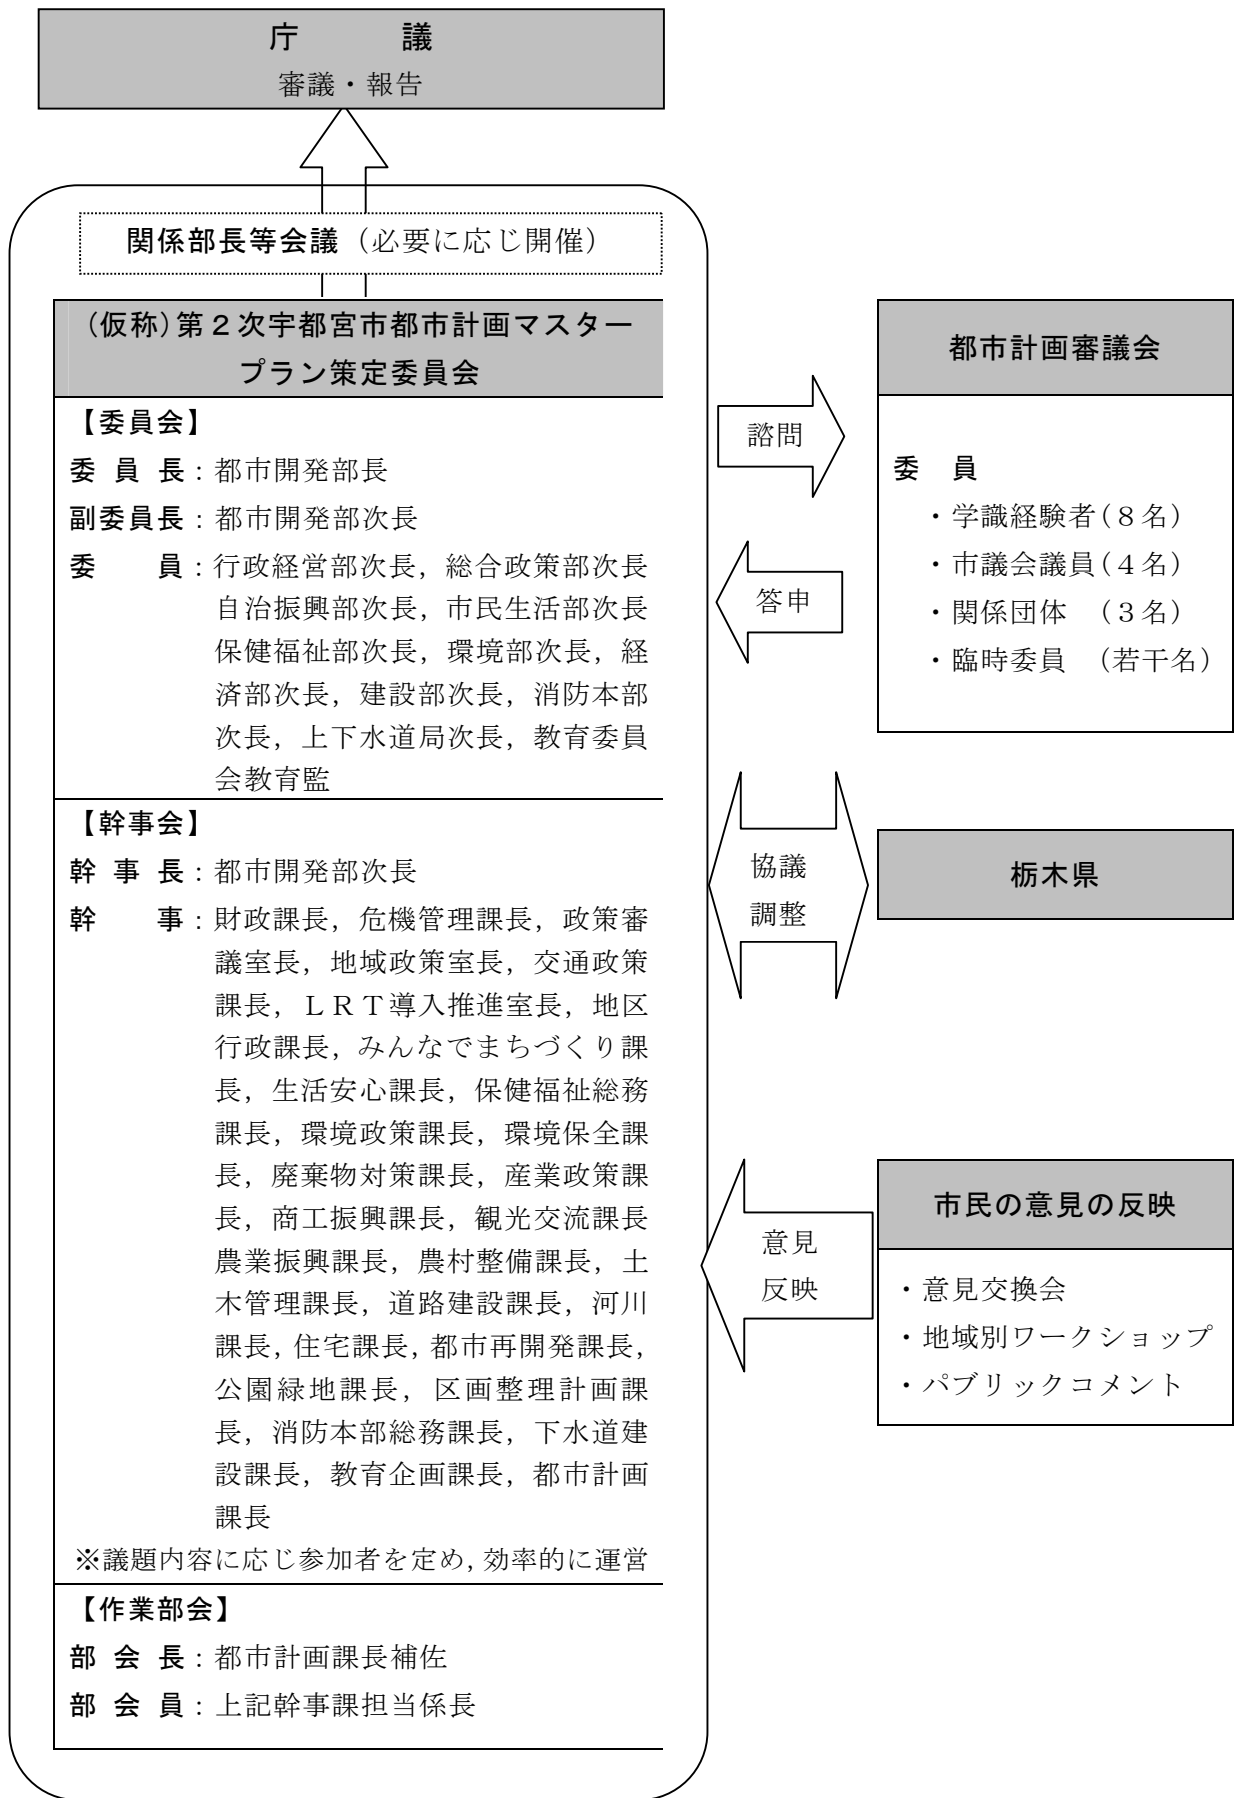 庁議
審議・報告
関係部長等会議（必要に応じ開催）
(仮称)第２次宇都宮市都市計画マスター
プラン策定委員会
【委員会】
委員長：都市開発部長
副委員長：都市開発部次長
委員：行政経営部次長，総合政策部次長
自治振興部次長，市民生活部次長
保健福祉部次長，環境部次長，経
済部次長，建設部次長，消防本部
次長，上下水道局次長，教育委員
会教育監
【幹事会】
幹事長：都市開発部次長
幹事：財政課長，危機管理課長，政策審
議室長，地域政策室長，交通政策
課長，ＬＲＴ導入推進室長，地区
行政課長，みんなでまちづくり課
長，生活安心課長，保健福祉総務
課長，環境政策課長，環境保全課
長，廃棄物対策課長，産業政策課
長，商工振興課長，観光交流課長
農業振興課長，農村整備課長，土
木管理課長，道路建設課長，河川
課長，住宅課長，都市再開発課長，
公園緑地課長，区画整理計画課
長，消防本部総務課長，下水道建
設課長，教育企画課長，都市計画
課長
※議題内容に応じ参加者を定め，効率的に運営
【作業部会】
部会長：都市計画課長補佐
部会員：上記幹事課担当係長
諮問
答申
協議
調整
意見
反映
都市計画審議会
委員
・学識経験者(８名)
・市議会議員(４名)
・関係団体（３名）
・臨時委員（若干名）
栃木県
市民の意見の反映
・意見交換会
・地域別ワークショップ
・パブリックコメント